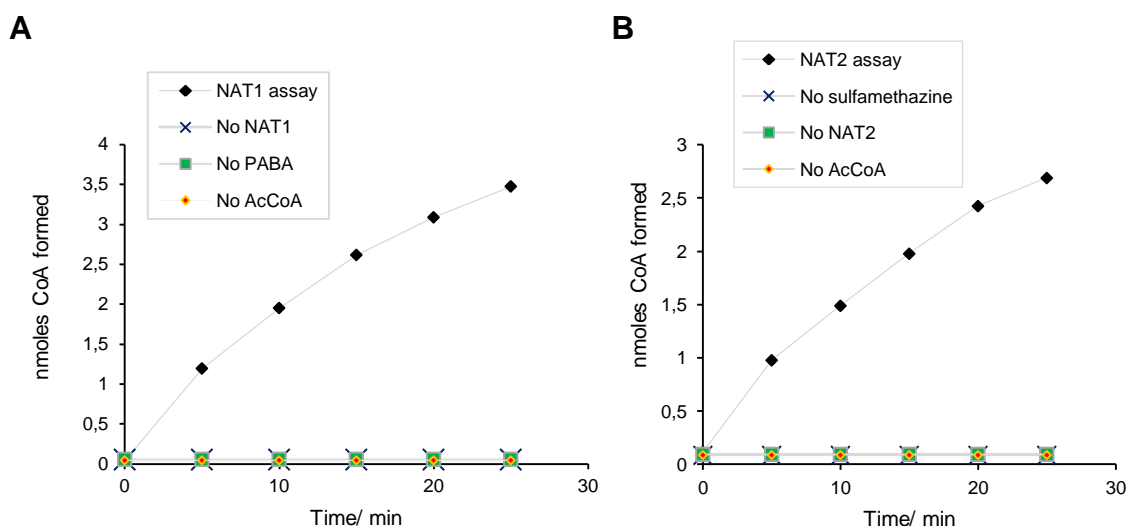 A
NAT1 assay
No NAT1
No PABA
No AcCoA
nmoles CoA formed
4
3,5
3
2,5
2
1,5
1
0,5
0
0
10
20
30
Time/ min
B
NAT2 assay
No sulfamethazine
No NAT2
No AcCoA
nmoles CoA formed
3
2,5
2
1,5
1
0,5
0
0
10
20
30
Time/ min